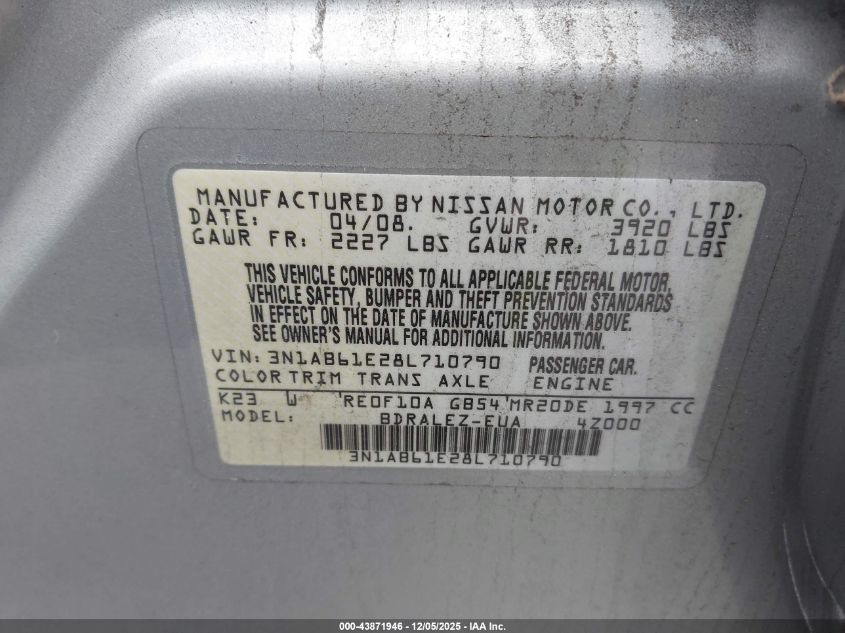 MANUFACTURED BY NISSAN MOTOR CO., LTD.
DATE: 04/08. GVWR: 3920 LBS
GAWR FR: 2227 LBS GAWR RR: 1810 LBS
THIS VEHICLE CONFORMS TO ALL APPLICABLE FEDERAL MOTOR
VEHICLE SAFETY, BUMPER AND THEFT PREVENTION STANDARDS
IN EFFECT ON THE DATE OF MANUFACTURE SHOWN ABOVE.
SEE OWNER'S MANUAL FOR ADDITIONAL INFORMATION.
VIN: 3N1AB61E28L710790 PASSENGER CAR.
COLOR TRIM TRANS AXLE ENGINE
K23 W RE0F10A GB54 MR20DE 1997 CC
MODEL: BDRALEZ-EUA 4Z000
3N1AB61E28L710790
000-43871946 - 12/05/2025 - IAA Inc.